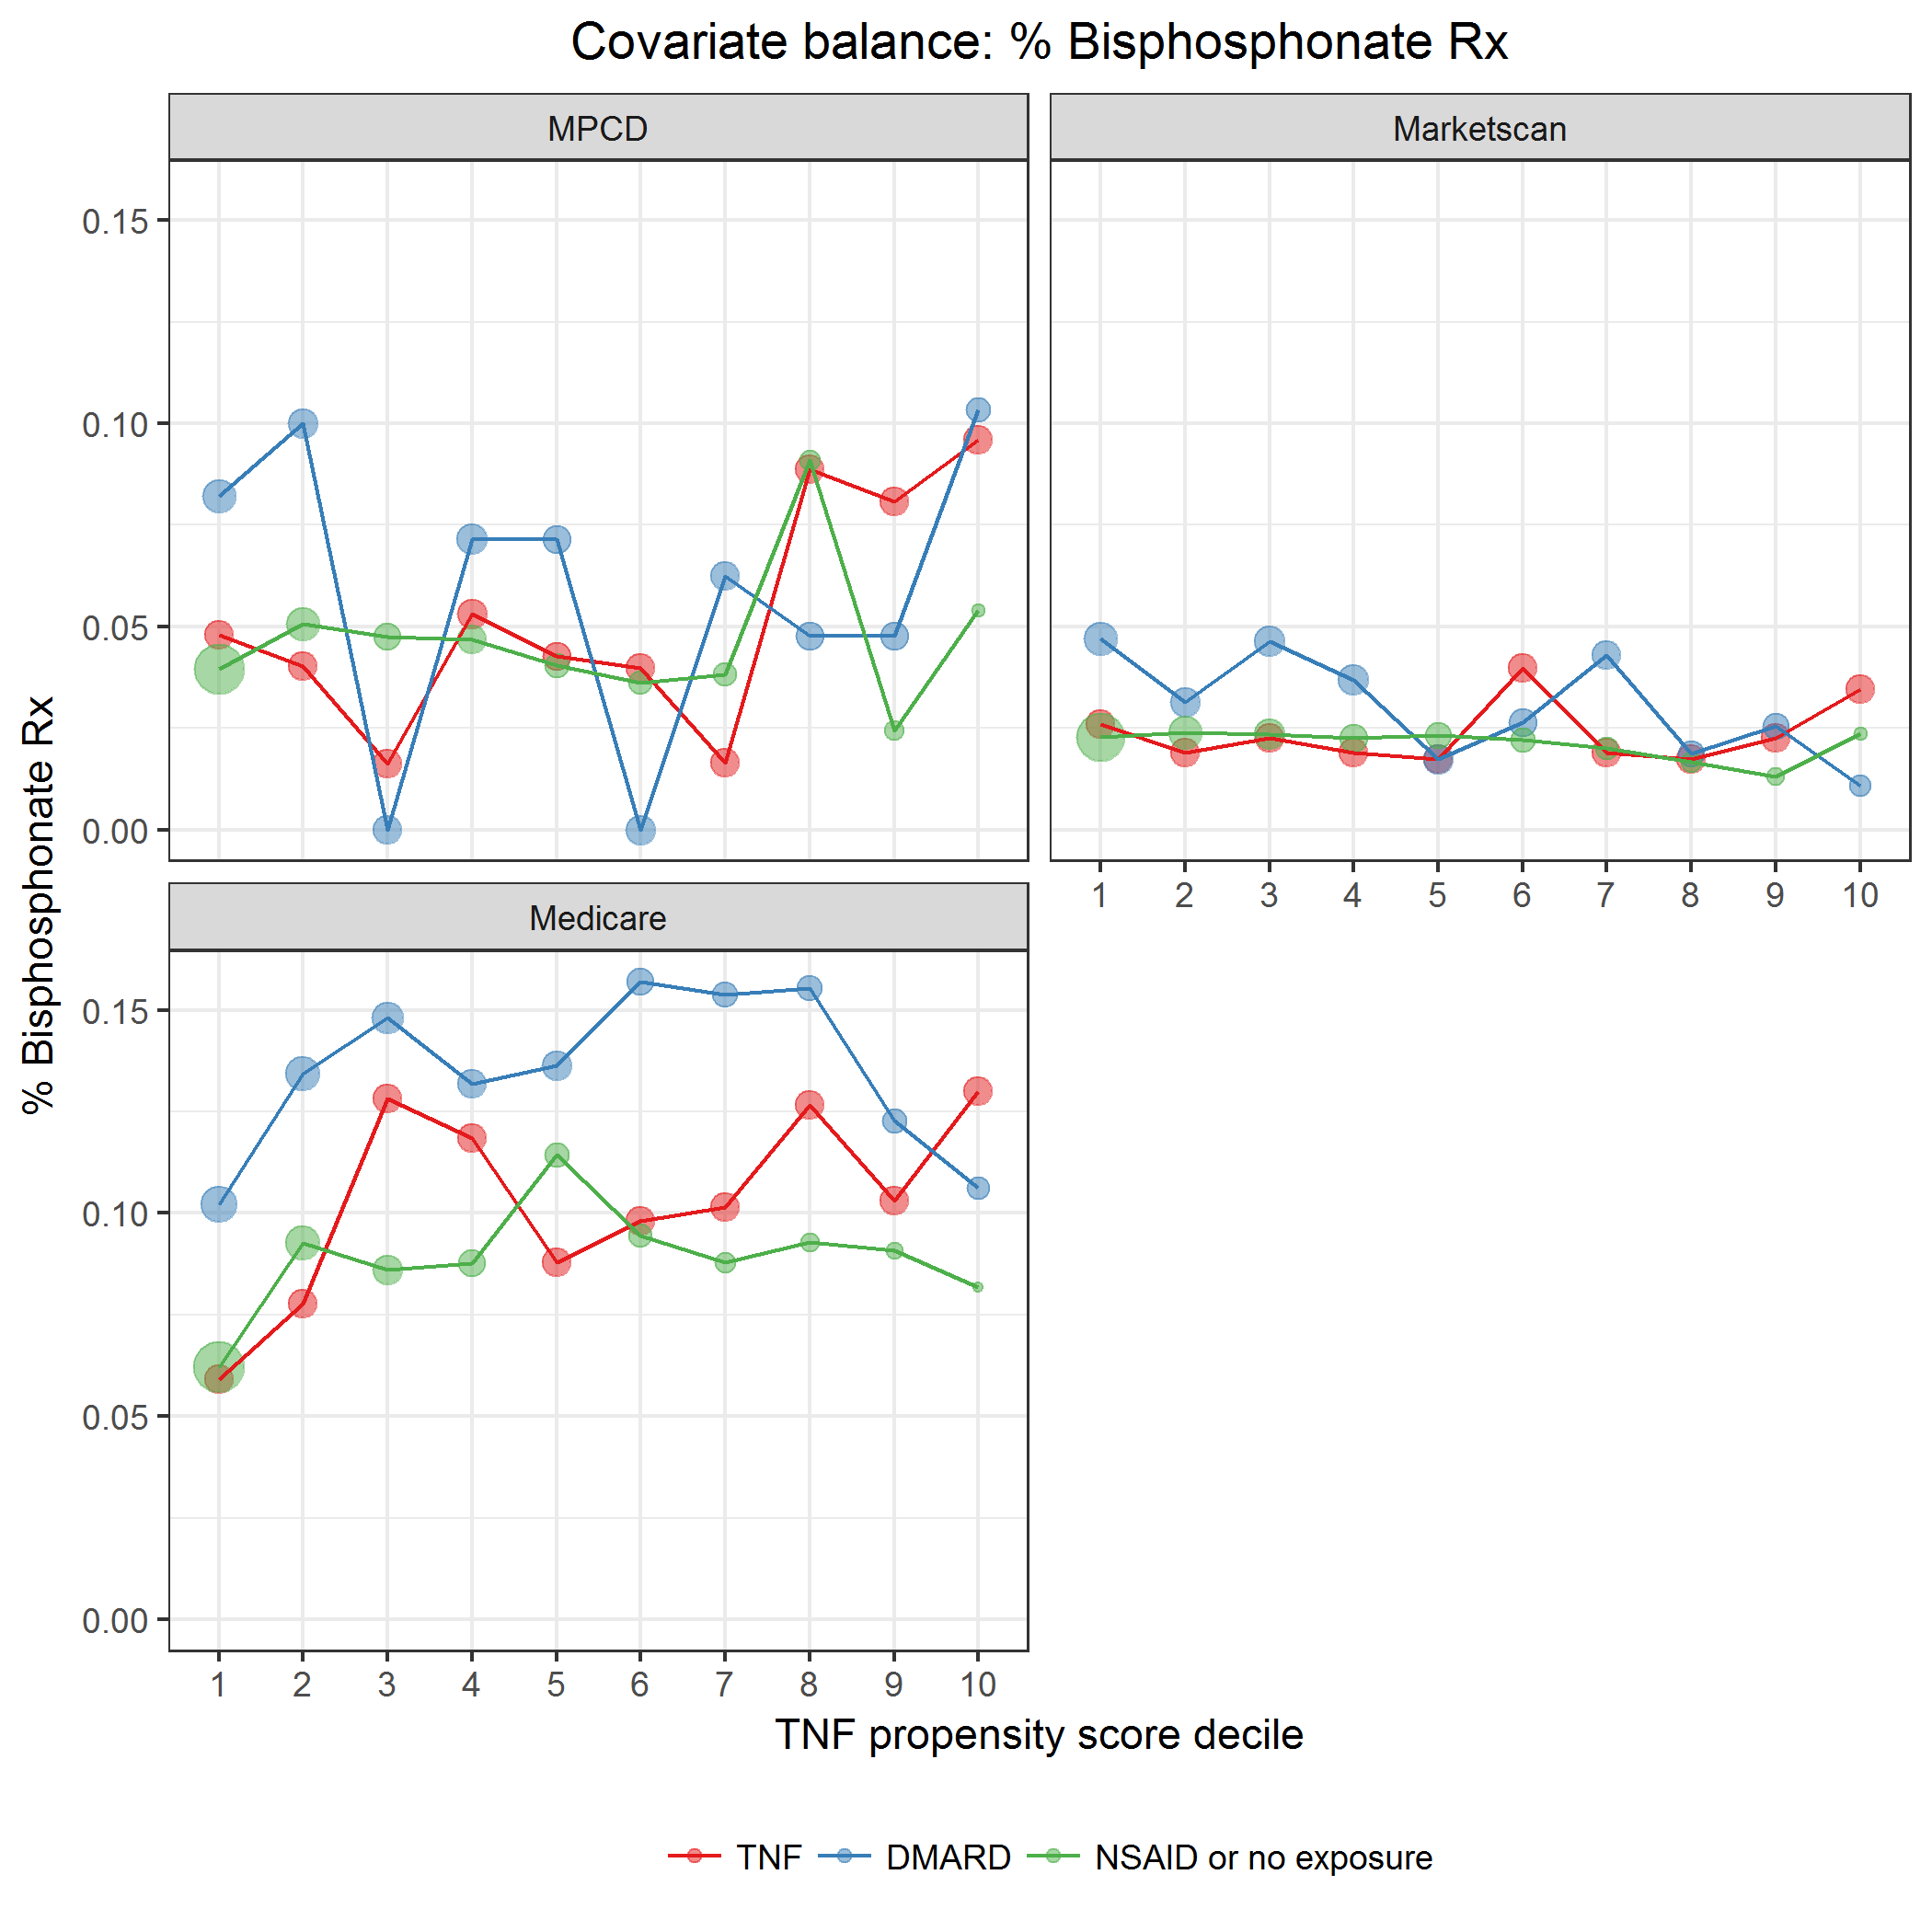 Covariate balance: % Bisphosphonate Rx
MPCD
Marketscan
0.15
0.10
0.05
0.00
1 2 3 4 5 6 7 8 9 10
Medicare
0.15
0.10
0.05
0.00
1 2 3 4 5 6 7 8 9 10
% Bisphosphonate Rx
TNF propensity score decile
TNF DMARD NSAID or no exposure